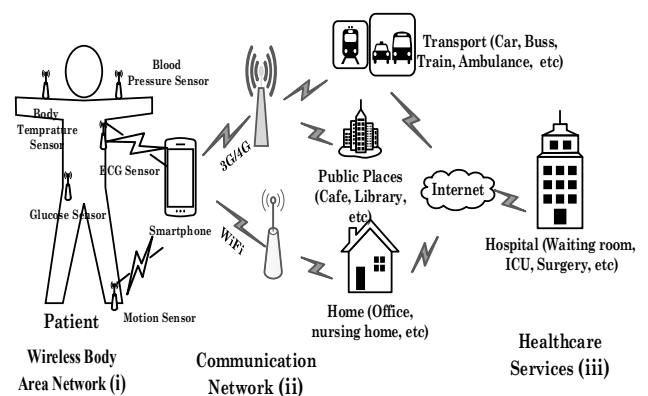 Blood
Pressure Sensor
Body
Temprature
Sensor
ECG Sensor
Glucose Sensor
Smartphone
Motion Sensor
Patient
Wireless Body
Area Network (i)
3G/4G
WiFi
Communication
Network (ii)
Transport (Car, Buss,
Train, Ambulance, etc)
Public Places
(Cafe, Library,
etc)
Home (Office,
nursing home, etc)
Internet
Hospital (Waiting room,
ICU, Surgery, etc)
Healthcare
Services (iii)